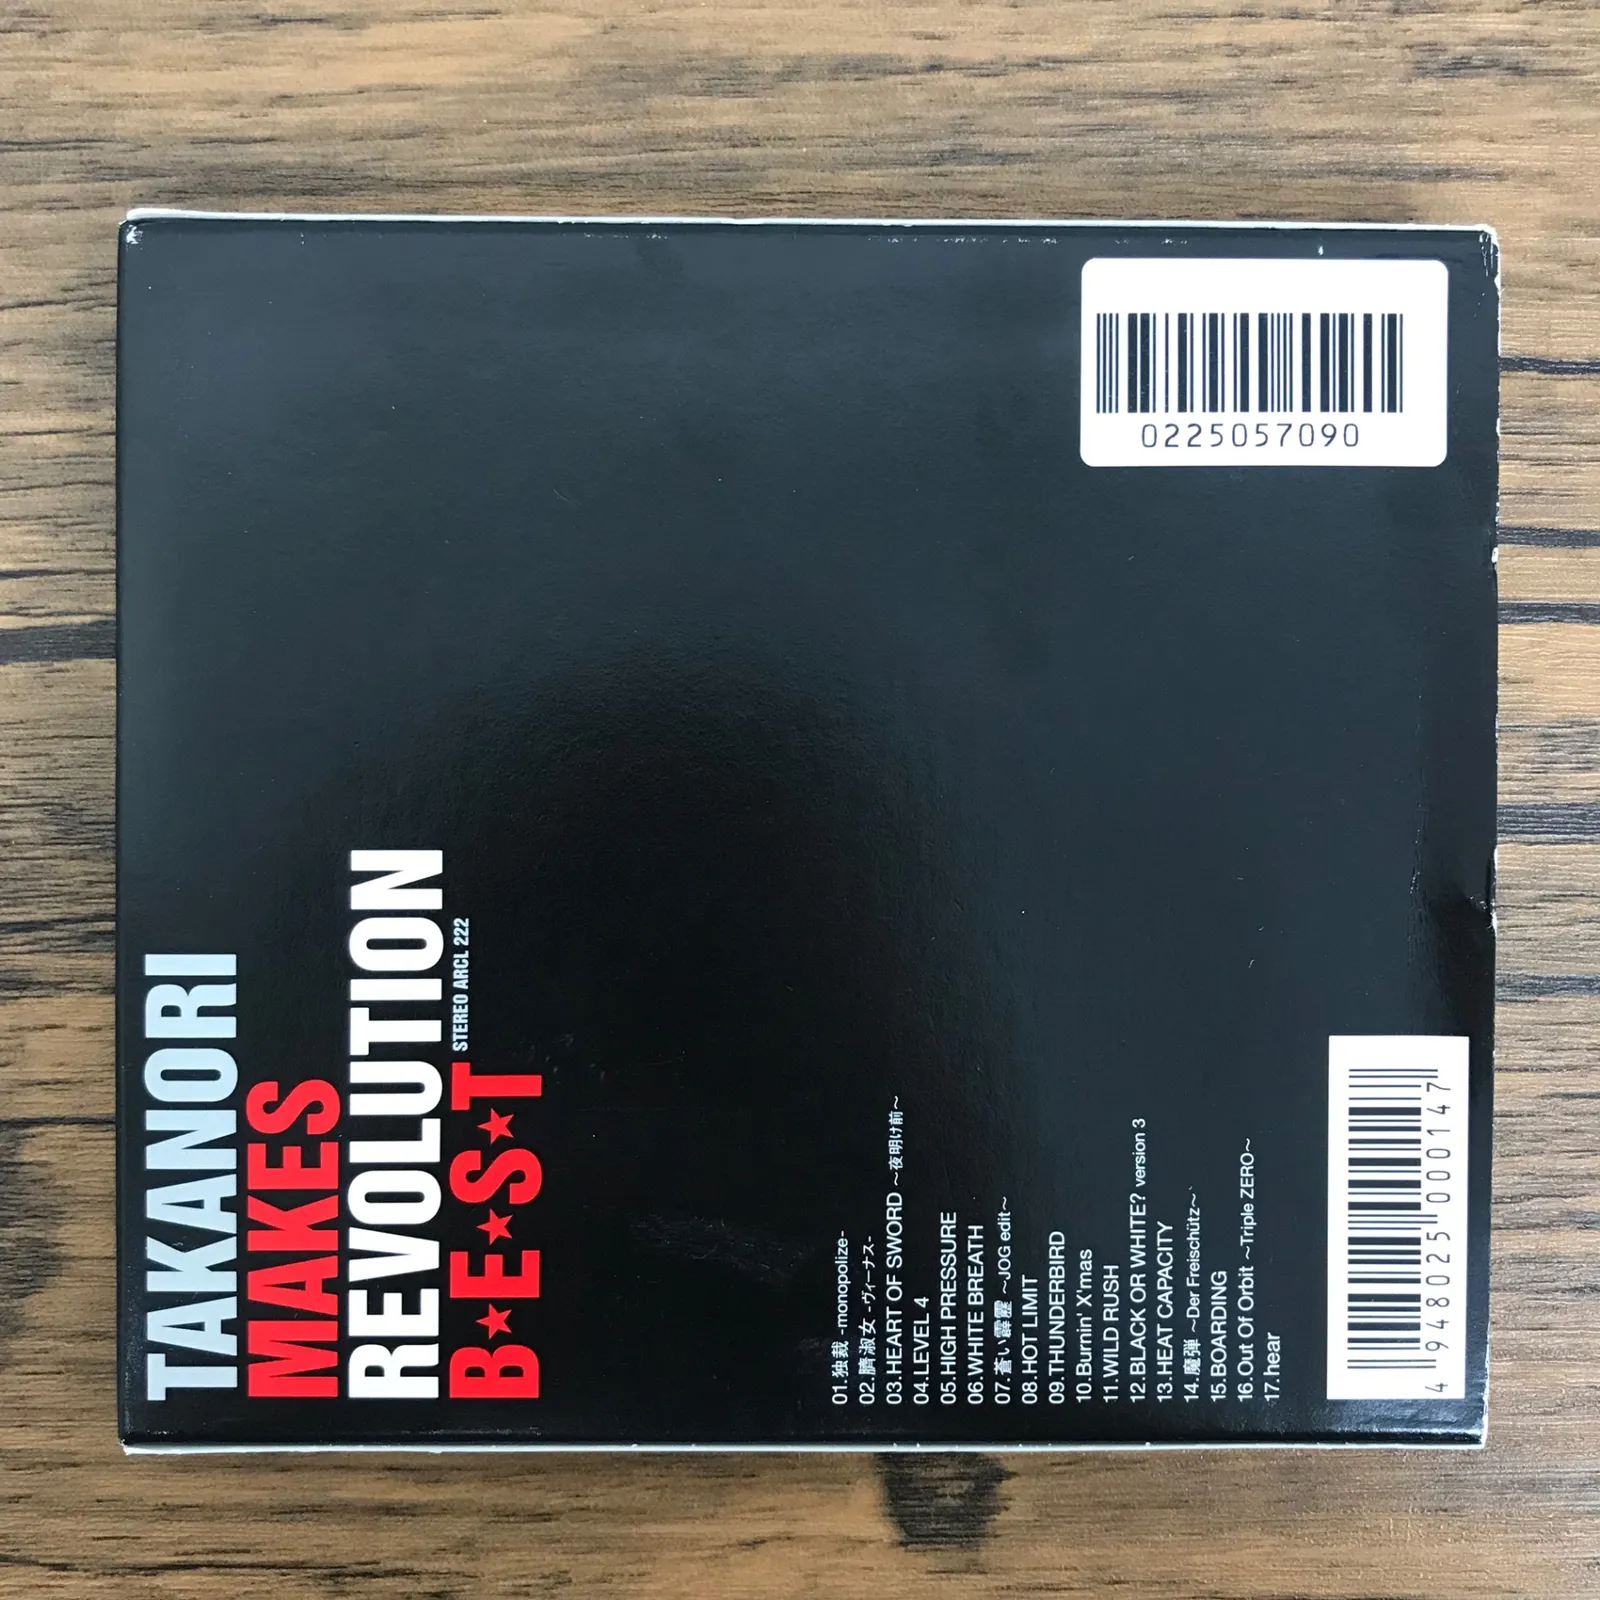 TAKANORI
MAKES
REVOLUTION
B★E★S★T STEREO ARCL 222
01.独裁 -monopolize-
02.臍淑女 -ヴィーナス-
03.HEART OF SWORD ~夜明け前~
04.LEVEL 4
05.HIGH PRESSURE
06.WHITE BREATH
07.蒼い霹靂 ~JOG edit~
08.HOT LIMIT
09.THUNDERBIRD
10.Burnin' X'mas
11.WILD RUSH
12.BLACK OR WHITE? version 3
13.HEAT CAPACITY
14.魔弾 ~Der Freischütz~
15.BOARDING
16.Out Of Orbit ~Triple ZERO~
17.hear
4 948025 000147
0225057090